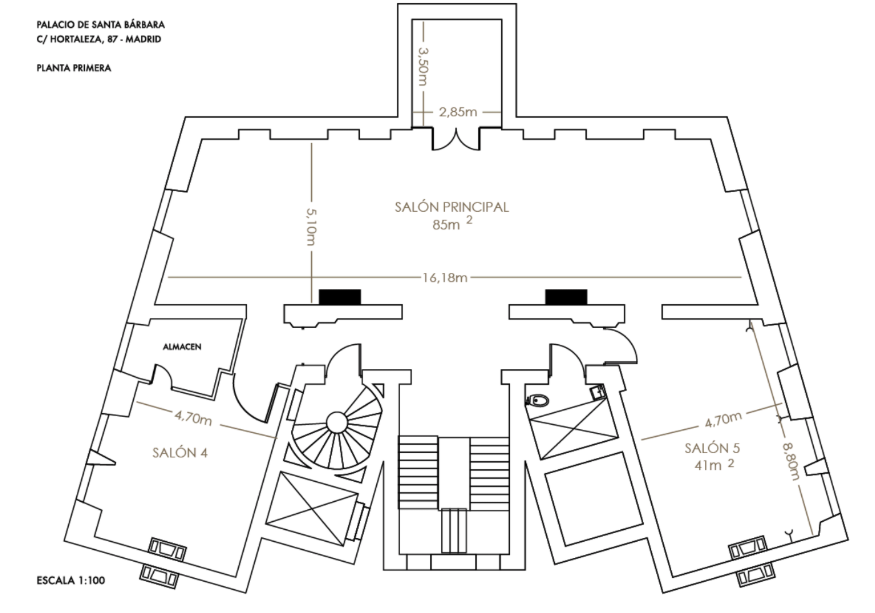 PALACIO DE SANTA BÁRBARA
C/ HORTALEZA, 87 - MADRID
PLANTA PRIMERA
3,50m
2,85m
5,10m
SALÓN PRINCIPAL
85m 2
16,18m
ALMACEN
4,70m
SALÓN 4
4,70m
SALÓN 5
41m 2
8,80m
ESCALA 1:100